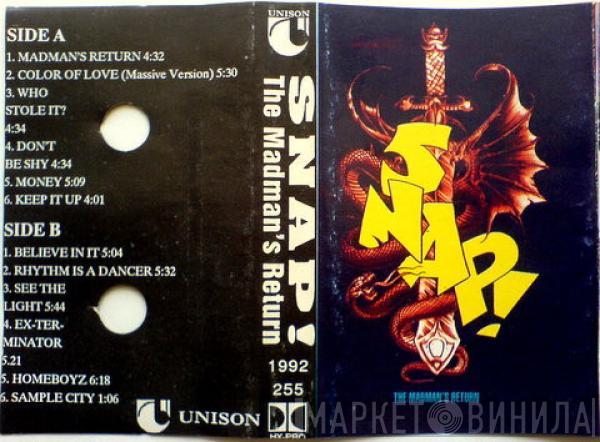 SIDE A
1. MADMAN'S RETURN 4:32
2. COLOR OF LOVE (Massive Version) 5:30
3. WHO
STOLE IT?
4:34
4. DON'T
BE SHY 4:34
5. MONEY 5:09
6. KEEP IT UP 4:01
SIDE B
1. BELIEVE IN IT 5:04
2. RHYTHM IS A DANCER 5:32
3. SEE THE
LIGHT 5:44
4. EX-TER-
MINATOR
5.21
5. HOMEBOYZ 6:18
6. SAMPLE CITY 1:06
UNISON
UNISON
SNAP!
The Madman's Return
1992
255
HX-PRO
SNAP!
THE MADMAN'S RETURN
МАРКЕТ ВИНИЛА